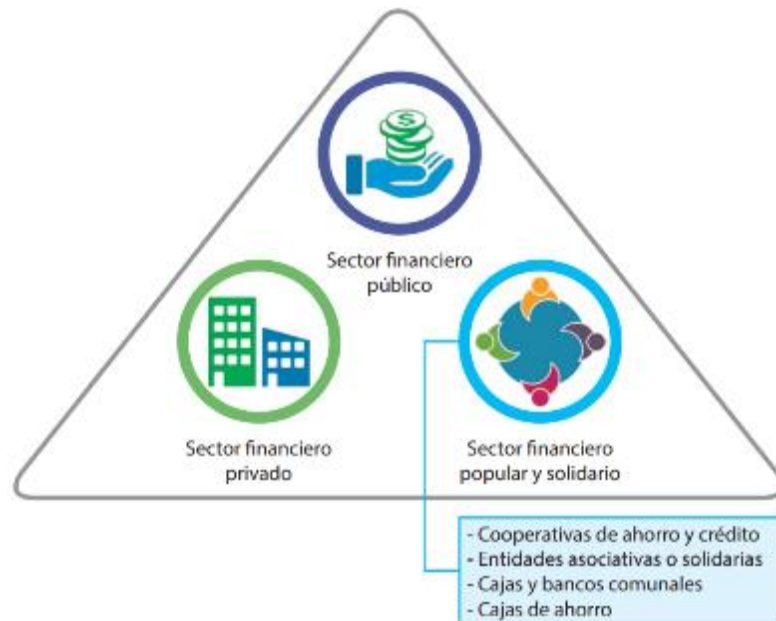 $
Sector financiero
público
Sector financiero
privado
Sector financiero
popular y solidario
- Cooperativas de ahorro y crédito
- Entidades asociativas o solidarias
- Cajas y bancos comunales
- Cajas de ahorro